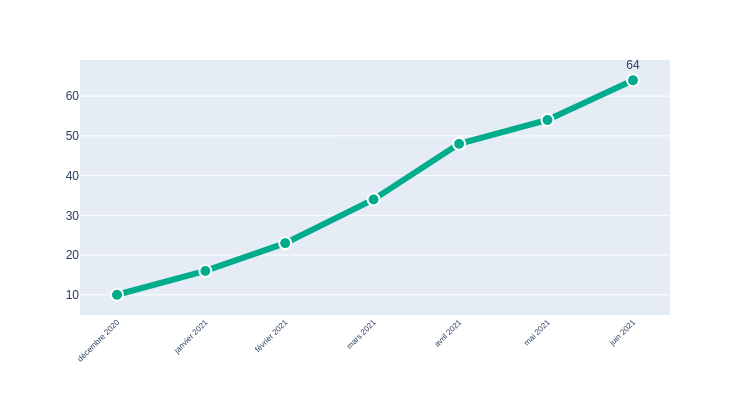 64
60
50
40
30
20
10
décembre 2020
janvier 2021
février 2021
mars 2021
avril 2021
mai 2021
juin 2021